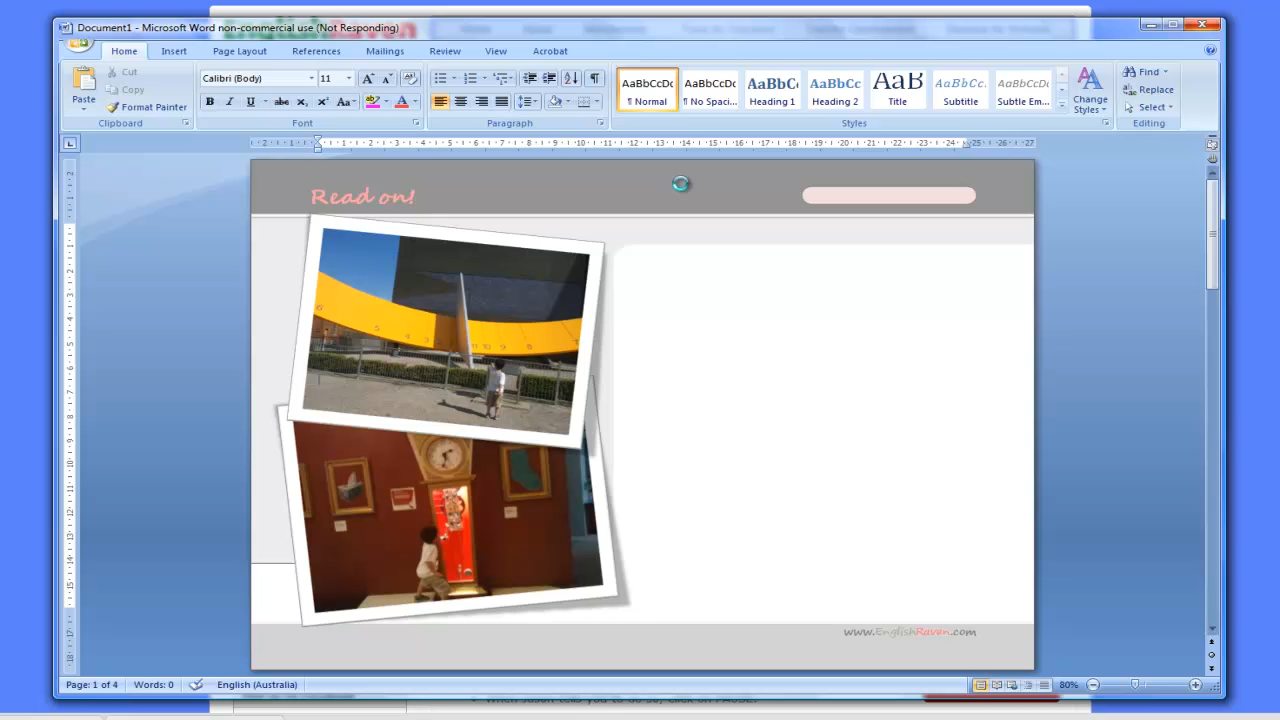 Document1 - Microsoft Word non-commercial use (Not Responding)
Home Insert Page Layout References Mailings Review View Acrobat
Paste
Cut
Copy
Format Painter
Clipboard
Calibri (Body) 11
Font
Paragraph
AaBbCcDc AaBbCcDc AaBbCc AaBbCc AaB AaBbCcC. AaBbCcDc
¶ Normal ¶ No Spaci... Heading 1 Heading 2 Title Subtitle Subtle Em...
Change Styles
Styles
Find
Replace
Select
Editing
Read on!
www.EnglishRaven.com
Page: 1 of 4 Words: 0 English (Australia) 80%